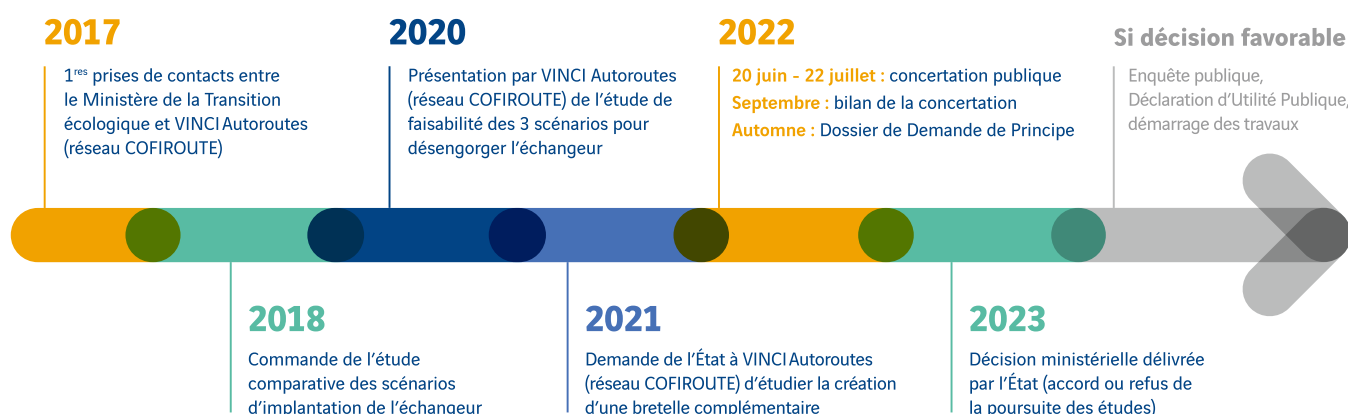 2017
1res prises de contacts entre
le Ministère de la Transition
écologique et VINCI Autoroutes
(réseau COFIROUTE)
2018
Commande de l'étude
comparative des scénarios
d'implantation de l'échangeur
2020
Présentation par VINCI Autoroutes
(réseau COFIROUTE) de l'étude de
faisabilité des 3 scénarios pour
désengorger l'échangeur
2021
Demande de l'État à VINCI Autoroutes
(réseau COFIROUTE) d'étudier la création
d'une bretelle complémentaire
2022
20 juin - 22 juillet : concertation publique
Septembre : bilan de la concertation
Automne : Dossier de Demande de Principe
2023
Décision ministérielle délivrée
par l'État (accord ou refus de
la poursuite des études)
Si décision favorable
Enquête publique,
Déclaration d'Utilité Publique,
démarrage des travaux